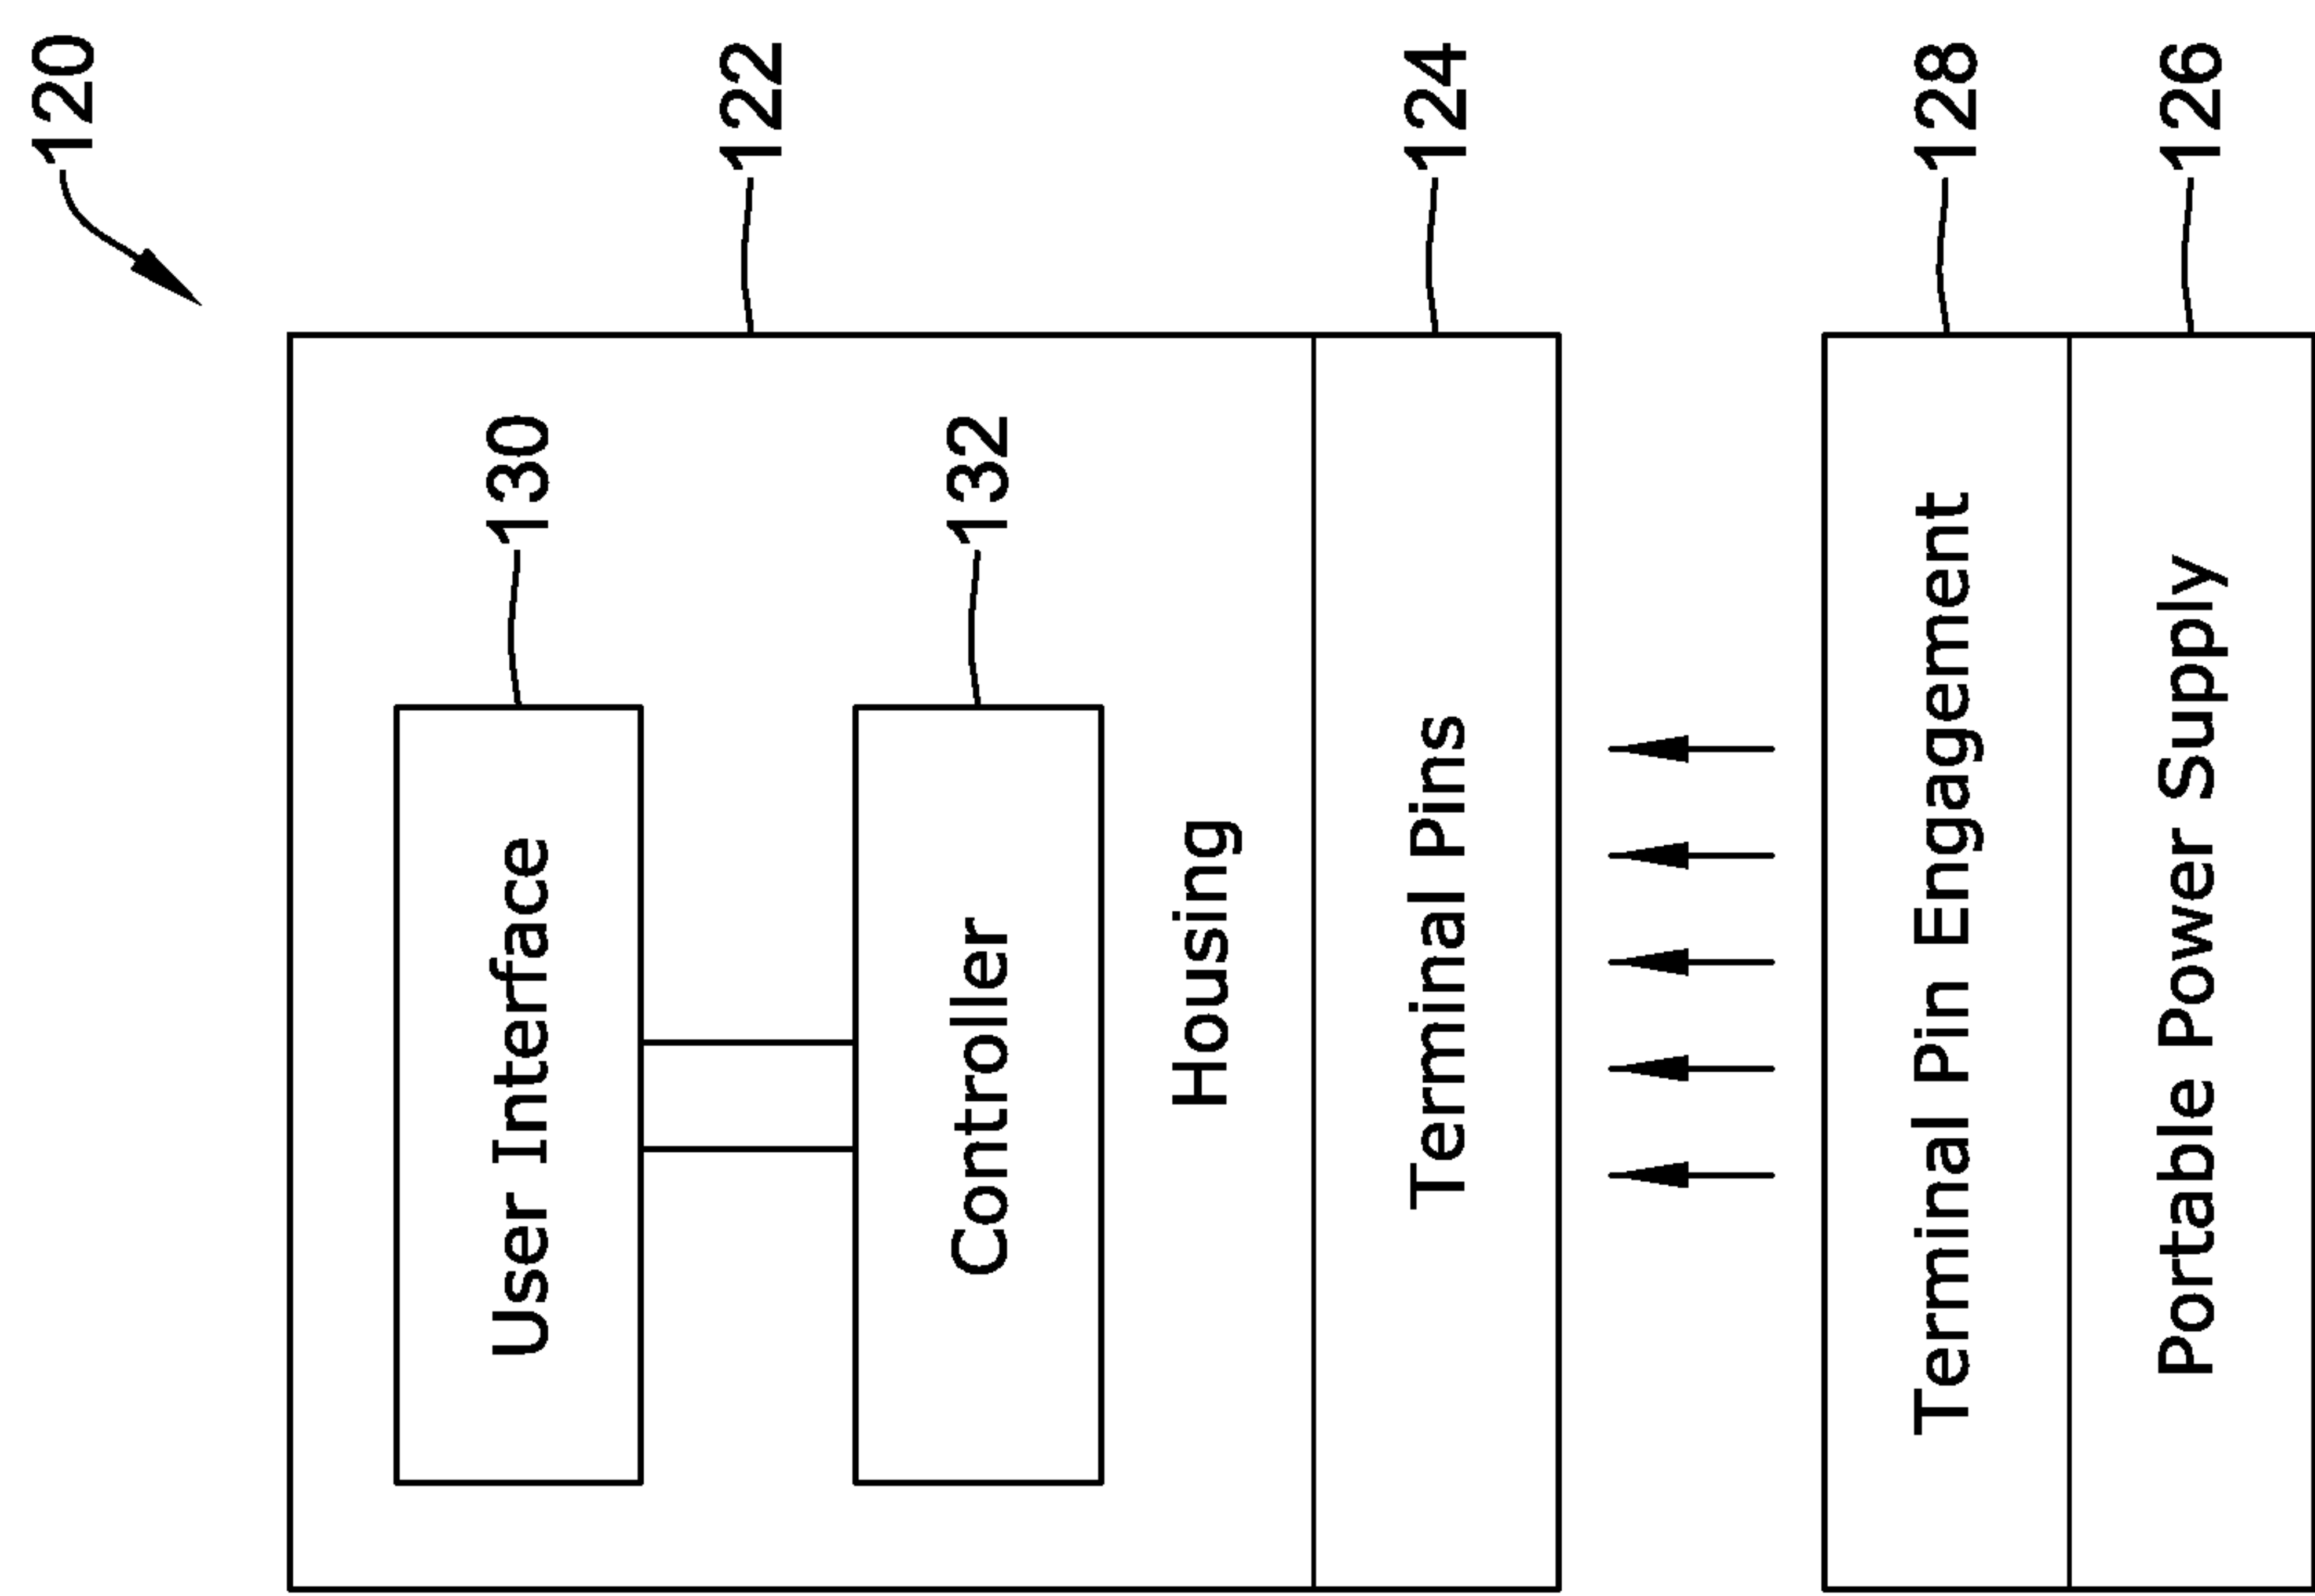 120
122
130
User Interface
132
Controller
Housing
124
Terminal Pins
128
Terminal Pin Engagement
126
Portable Power Supply